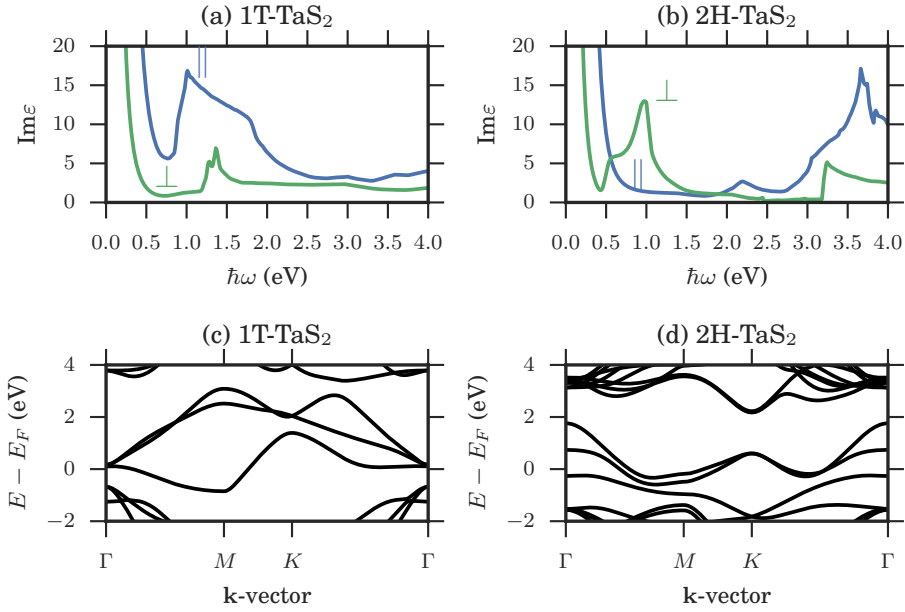 (a) 1T-TaS₂
(b) 2H-TaS₂
20
15
10
5
0
Imε
||
⊥
0.0 0.5 1.0 1.5 2.0 2.5 3.0 3.5 4.0
ħω (eV)
20
15
10
5
0
Imε
⊥
||
0.0 0.5 1.0 1.5 2.0 2.5 3.0 3.5 4.0
ħω (eV)
(c) 1T-TaS₂
(d) 2H-TaS₂
4
2
0
−2
E − E_F (eV)
Γ M K Γ
k-vector
4
2
0
−2
E − E_F (eV)
Γ M K Γ
k-vector